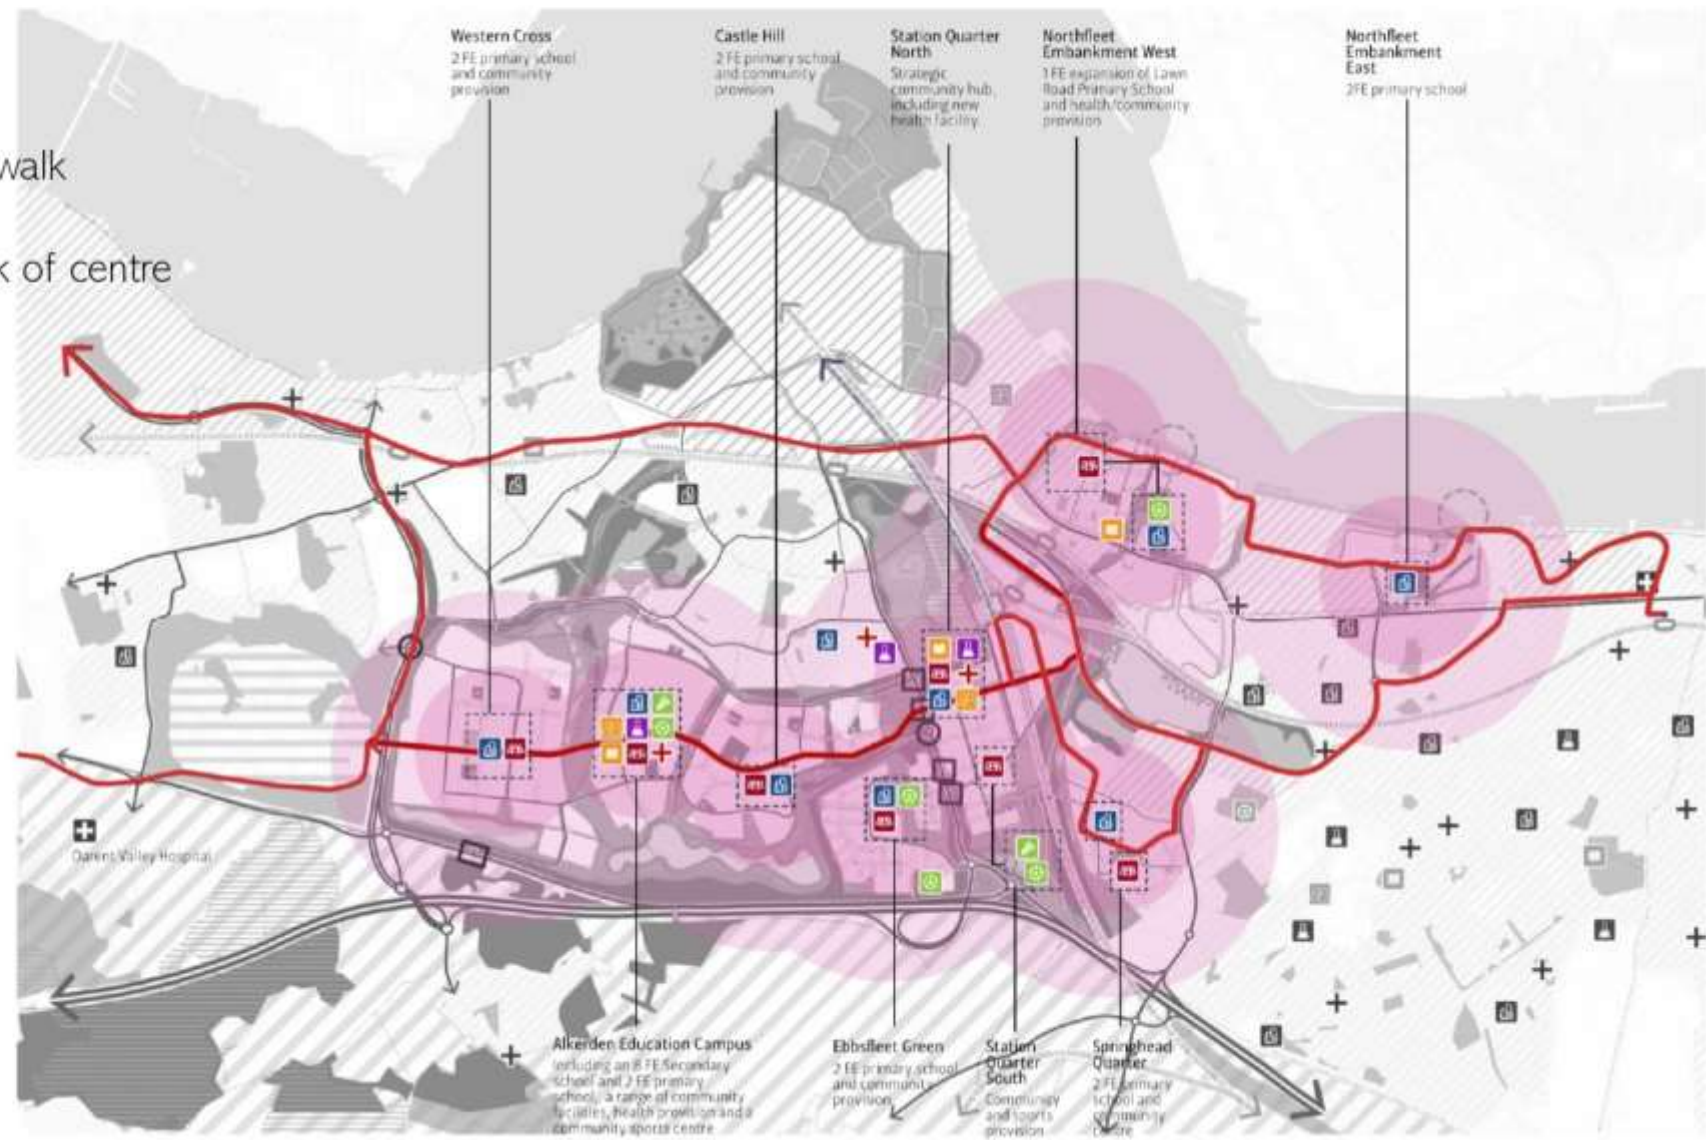 walk
k of centre
Western Cross
2 FE primary school
and community
provision
Castle Hill
2 FE primary school
and community
provision
Station Quarter
North
Strategic
community hub,
including new
health facility
Northfleet
Embankment West
1 FE expansion of Lawn
Road Primary School
and health/community
provision
Northfleet
Embankment
East
2FE primary school
Darent Valley Hospital
Alkerden Education Campus
including an 8 FE Secondary
school and 2 FE primary
school, a range of community
facilities, health provision and a
community sports centre
Ebbsfleet Green
2 FE primary school
and community
provision
Station
Quarter
South
Community
and sports
provision
Springhead
Quarter
2 FE primary
school and
community
centre